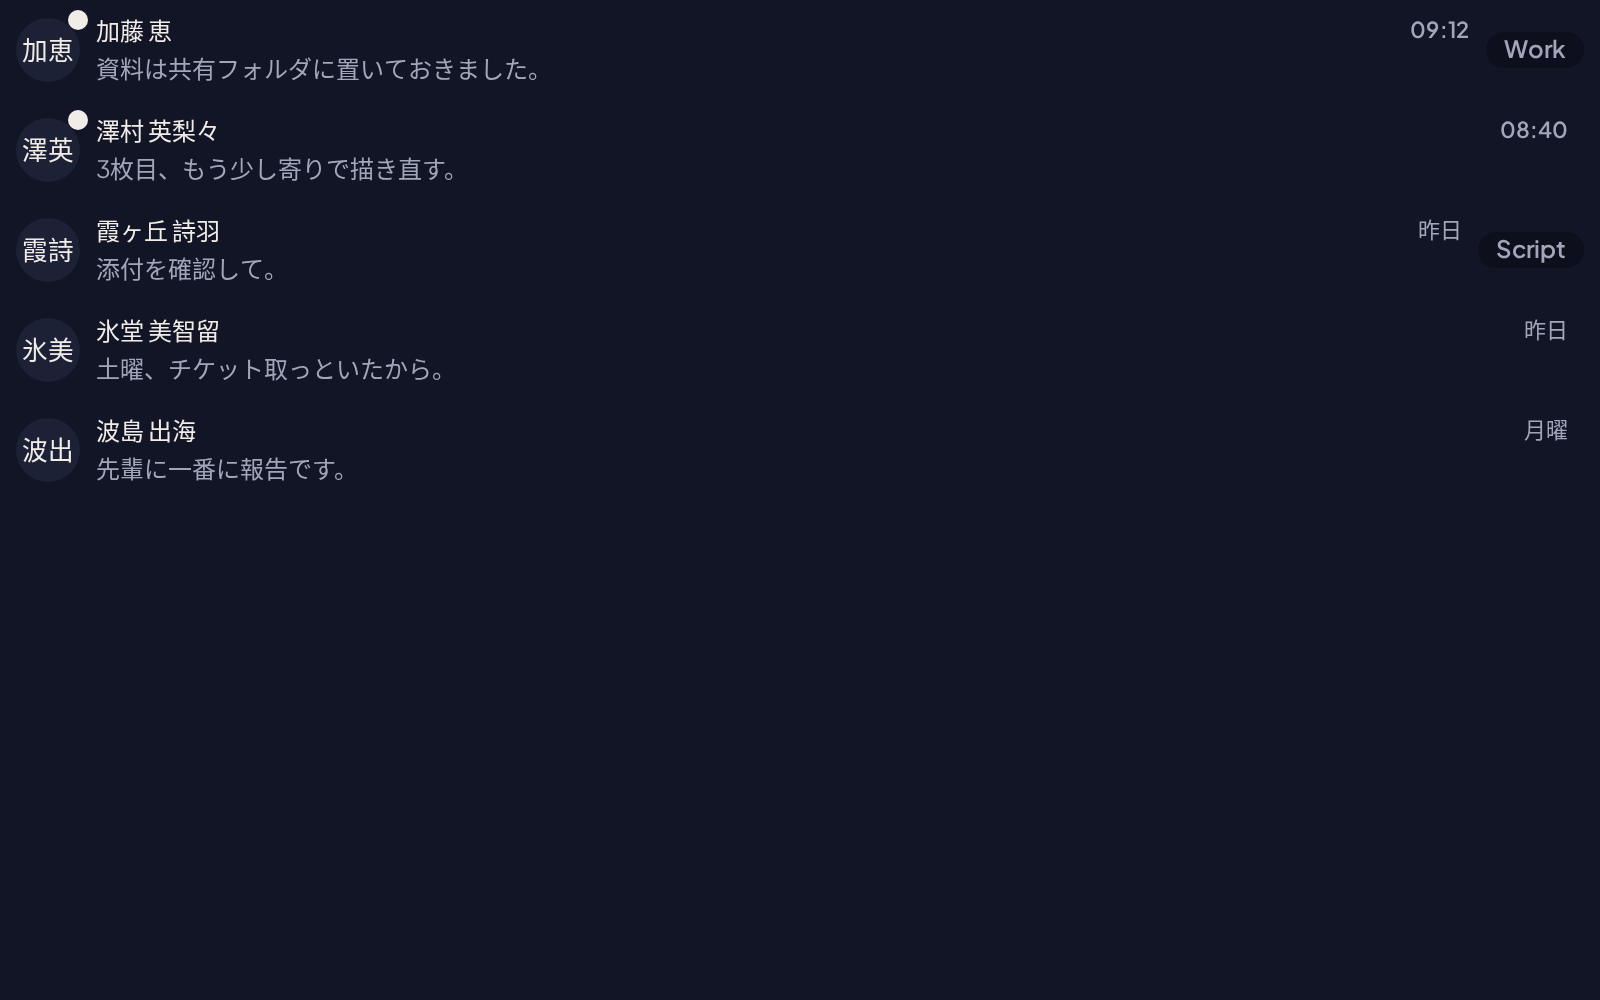 加恵
加藤 恵
09:12
Work
資料は共有フォルダに置いておきました。
澤英
澤村 英梨々
08:40
3枚目、もう少し寄りで描き直す。
霞詩
霞ヶ丘 詩羽
昨日
Script
添付を確認して。
氷美
氷堂 美智留
昨日
土曜、チケット取っといたから。
波出
波島 出海
月曜
先輩に一番に報告です。